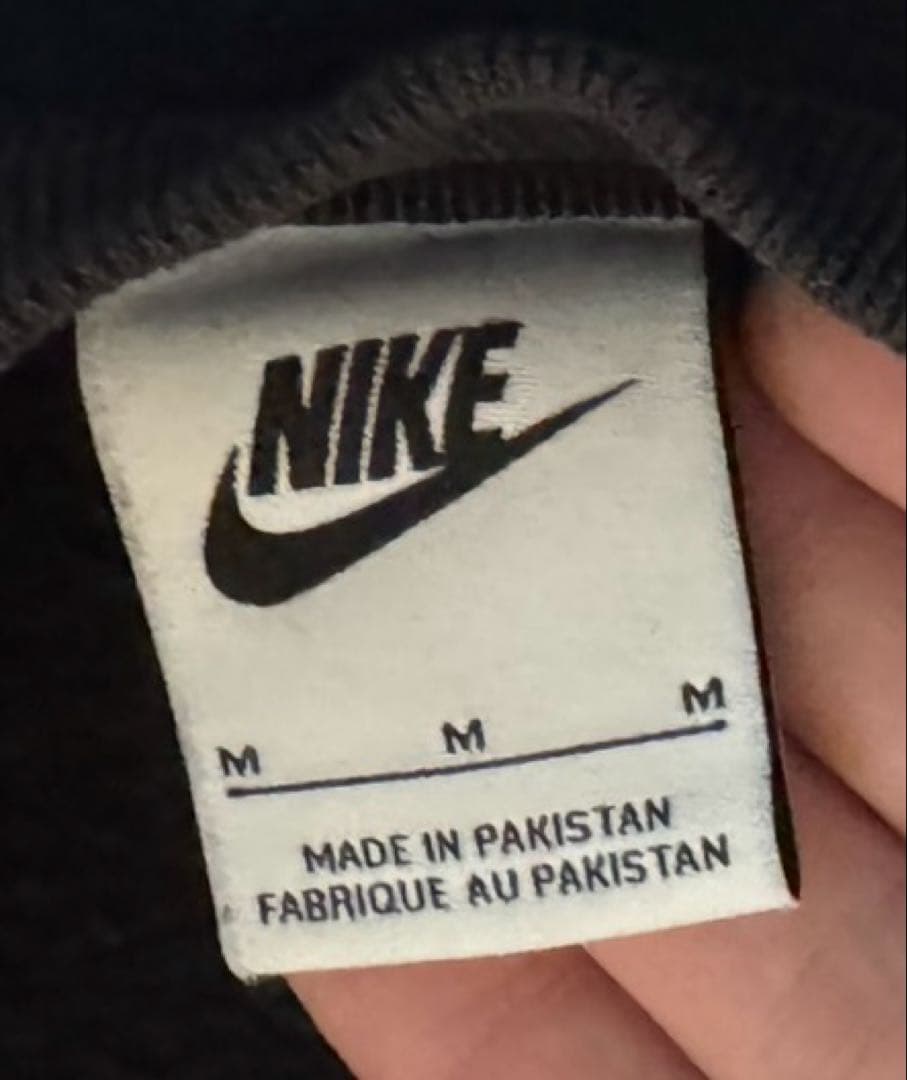 NIKE
M M M
MADE IN PAKISTAN
FABRIQUE AU PAKISTAN